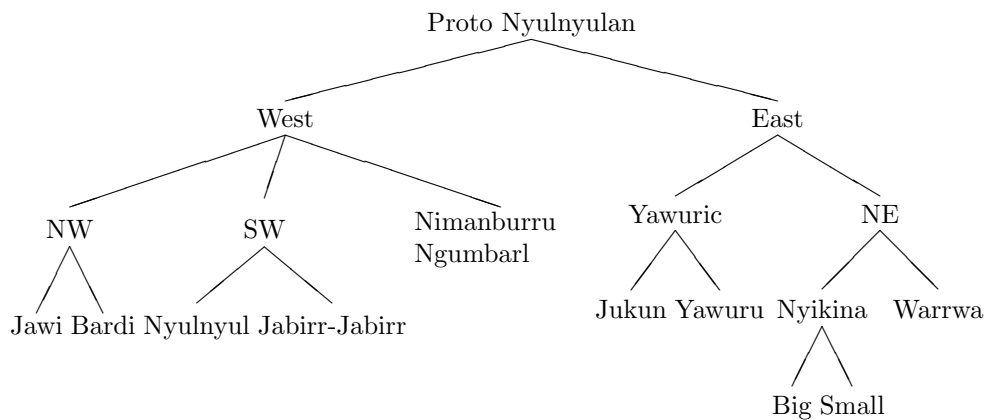 Proto Nyulnyulan
West East
NW SW Nimanburru Yawuric NE
Ngumbarl
Jawi Bardi Nyulnyul Jabirr-Jabirr Jukun Yawuru Nyikina Warrwa
Big Small